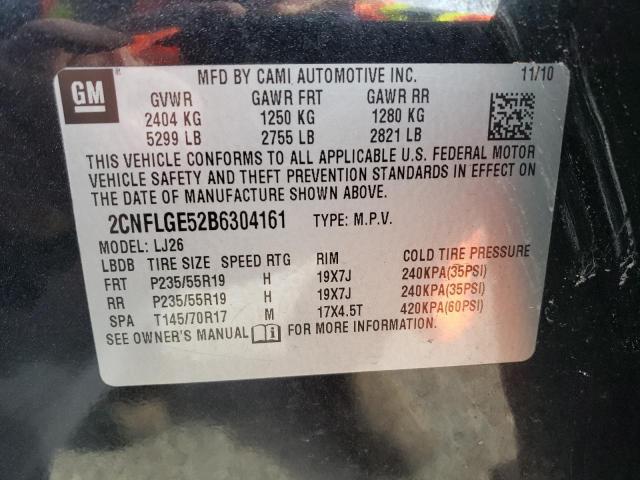 GM
MFD BY CAMI AUTOMOTIVE INC. 11/10
GVWR GAWR FRT GAWR RR
2404 KG 1250 KG 1280 KG
5299 LB 2755 LB 2821 LB
THIS VEHICLE CONFORMS TO ALL APPLICABLE U.S. FEDERAL MOTOR
VEHICLE SAFETY AND THEFT PREVENTION STANDARDS IN EFFECT ON
THE DATE OF MANUFACTURE SHOWN ABOVE.
2CNFLGE52B6304161 TYPE: M.P.V.
MODEL: LJ26
LBDB TIRE SIZE SPEED RTG RIM COLD TIRE PRESSURE
FRT P235/55R19 H 19X7J 240KPA(35PSI)
RR P235/55R19 H 19X7J 240KPA(35PSI)
SPA T145/70R17 M 17X4.5T 420KPA(60PSI)
SEE OWNER'S MANUAL FOR MORE INFORMATION.